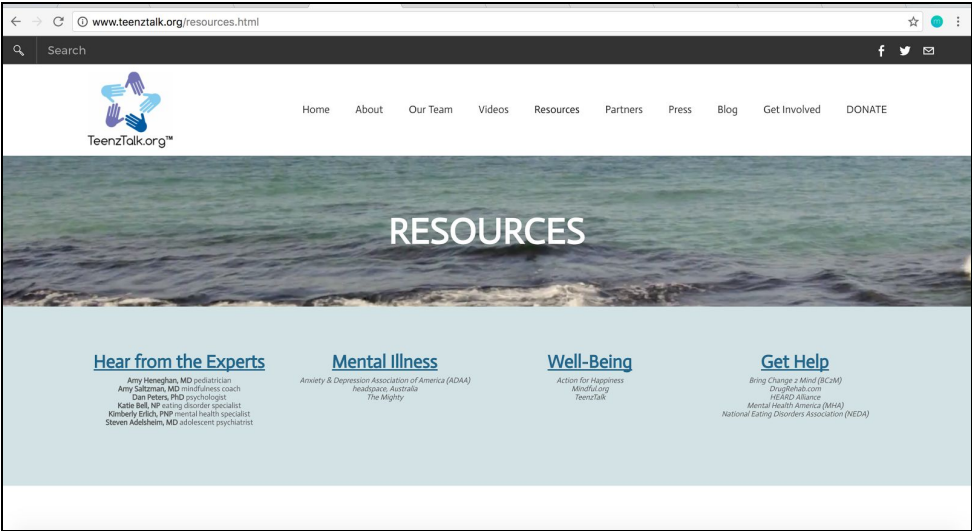 www.teenztalk.org/resources.html
Search
TeenzTalk.org™
Home About Our Team Videos Resources Partners Press Blog Get Involved DONATE
RESOURCES
Hear from the Experts
Amy Heneghan, MD pediatrician
Amy Saltzman, MD mindfulness coach
Dan Peters, PhD psychologist
Katie Bell, NP eating disorder specialist
Kimberly Erlich, PNP mental health specialist
Steven Adelsheim, MD adolescent psychiatrist
Mental Illness
Anxiety & Depression Association of America (ADAA)
headspace, Australia
The Mighty
Well-Being
Action for Happiness
Mindful.org
TeenzTalk
Get Help
Bring Change 2 Mind (BC2M)
DrugRehab.com
HEARD Alliance
Mental Health America (MHA)
National Eating Disorders Association (NEDA)